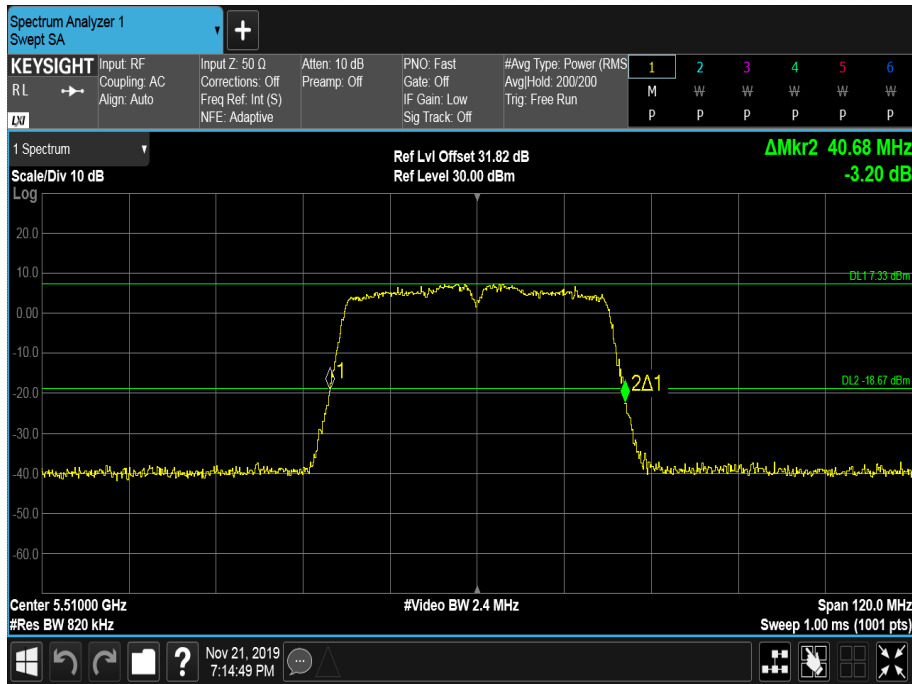 Spectrum Analyzer 1
Swept SA
+
KEYSIGHT
RL
LXI
Input: RF
Coupling: AC
Align: Auto
Input Z: 50 Ω
Corrections: Off
Freq Ref: Int (S)
NFE: Adaptive
Atten: 10 dB
Preamp: Off
PNO: Fast
Gate: Off
IF Gain: Low
Sig Track: Off
#Avg Type: Power (RMS
Avg|Hold: 200/200
Trig: Free Run
1 2 3 4 5 6
M W W W W W
P P P P P P
1 Spectrum
Scale/Div 10 dB
Log
Ref Lvl Offset 31.82 dB
Ref Level 30.00 dBm
ΔMkr2 40.68 MHz
-3.20 dB
20.0
10.0
DL1 7.33 dBm
0.00
-10.0
1
DL2 -18.67 dBm
2Δ1
-20.0
-30.0
-40.0
-50.0
-60.0
Center 5.51000 GHz
#Video BW 2.4 MHz
Span 120.0 MHz
#Res BW 820 kHz
Sweep 1.00 ms (1001 pts)
?
Nov 21, 2019
7:14:49 PM